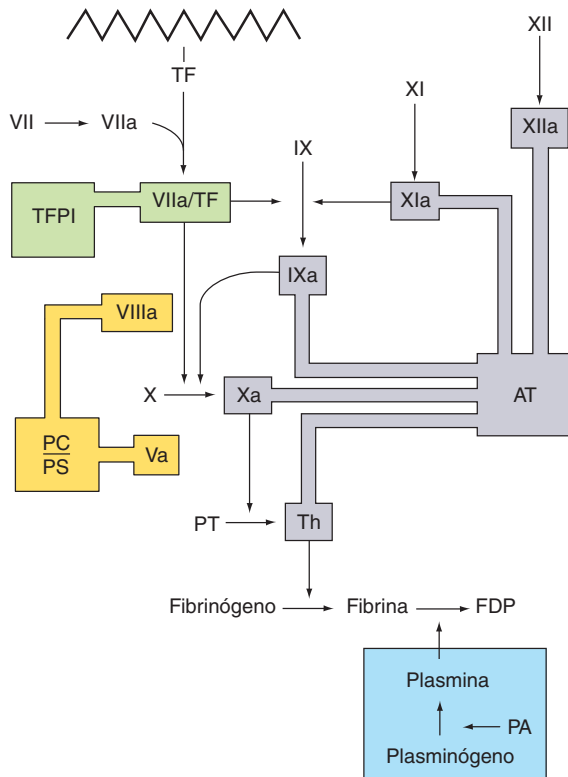 XII
TF
XI
VII
VIIa
XIIa
IX
TFPI
VIIa/TF
XIa
IXa
VIIIa
X
Xa
AT
PC
PS
Va
PT
Th
Fibrinógeno
Fibrina
FDP
Plasmina
PA
Plasminógeno